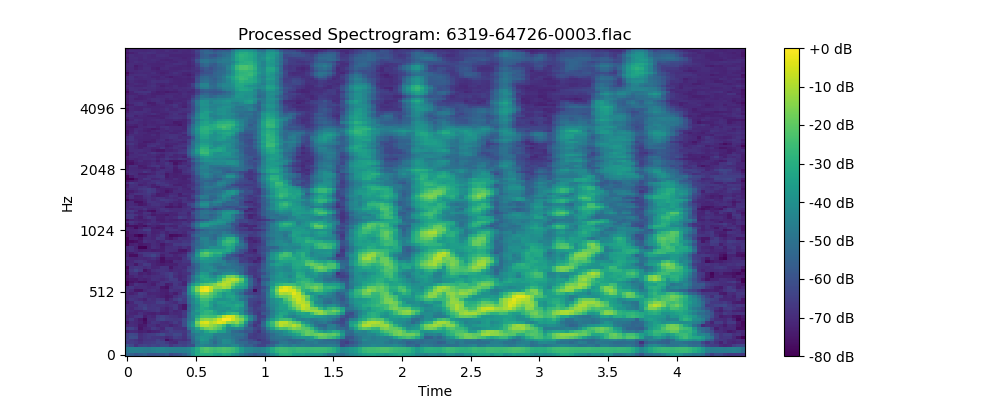 Processed Spectrogram: 6319-64726-0003.flac
Hz
4096
2048
1024
512
0
0 0.5 1 1.5 2 2.5 3 3.5 4
Time
+0 dB
-10 dB
-20 dB
-30 dB
-40 dB
-50 dB
-60 dB
-70 dB
-80 dB